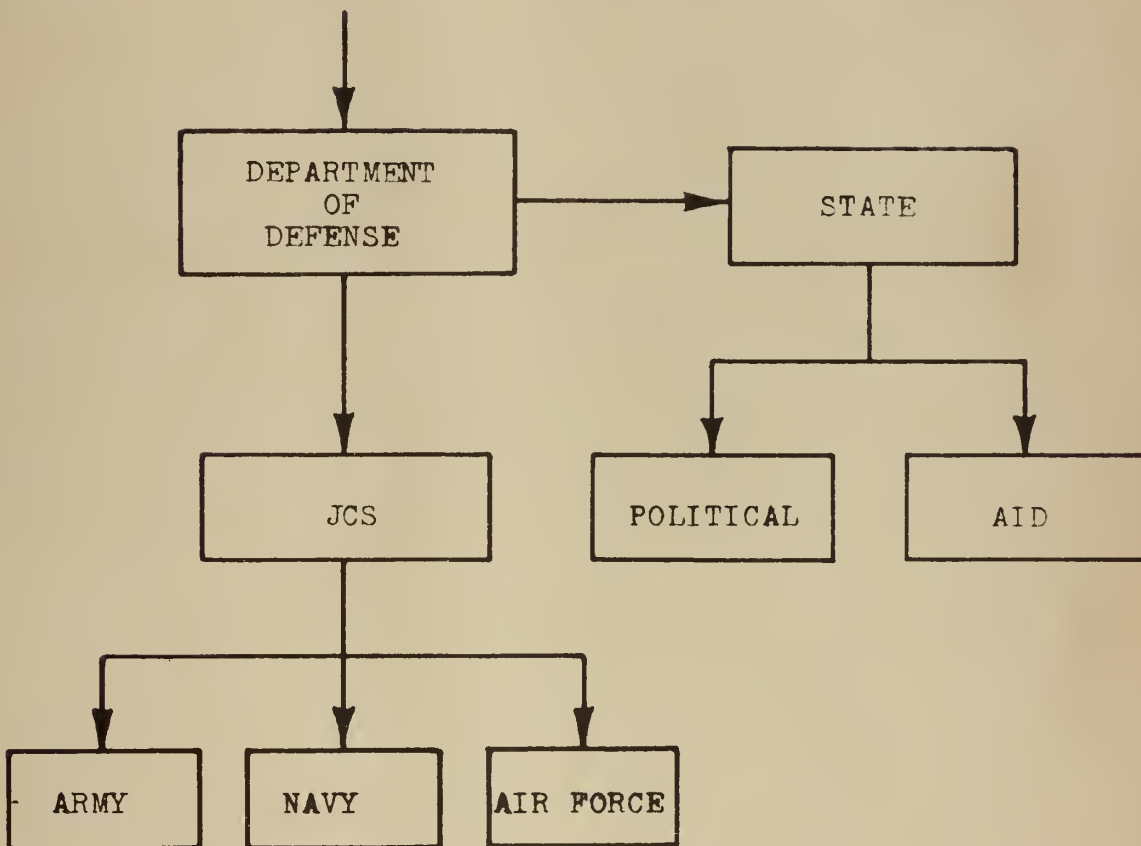 DEPARTMENT
OF
DEFENSE
STATE
JCS
POLITICAL
AID
ARMY
NAVY
AIR FORCE